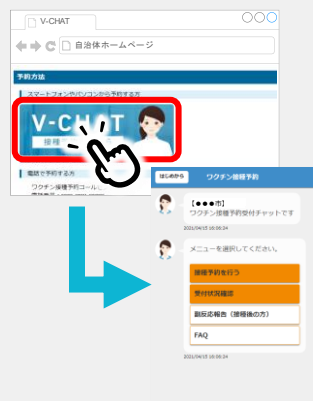 V-CHAT
自治体ホームページ
予約方法
スマートフォンやパソコンから予約する方
V-CHAT
接種
電話で予約する方
ワクチン接種予約コール
はじめから
ワクチン接種予約
【●●●市】
ワクチン接種予約受付チャットです
2021/04/15 18:06:24
メニューを選択してください。
接種予約を行う
受付状況確認
副反応報告（接種後の方）
FAQ
2021/04/15 18:06:24